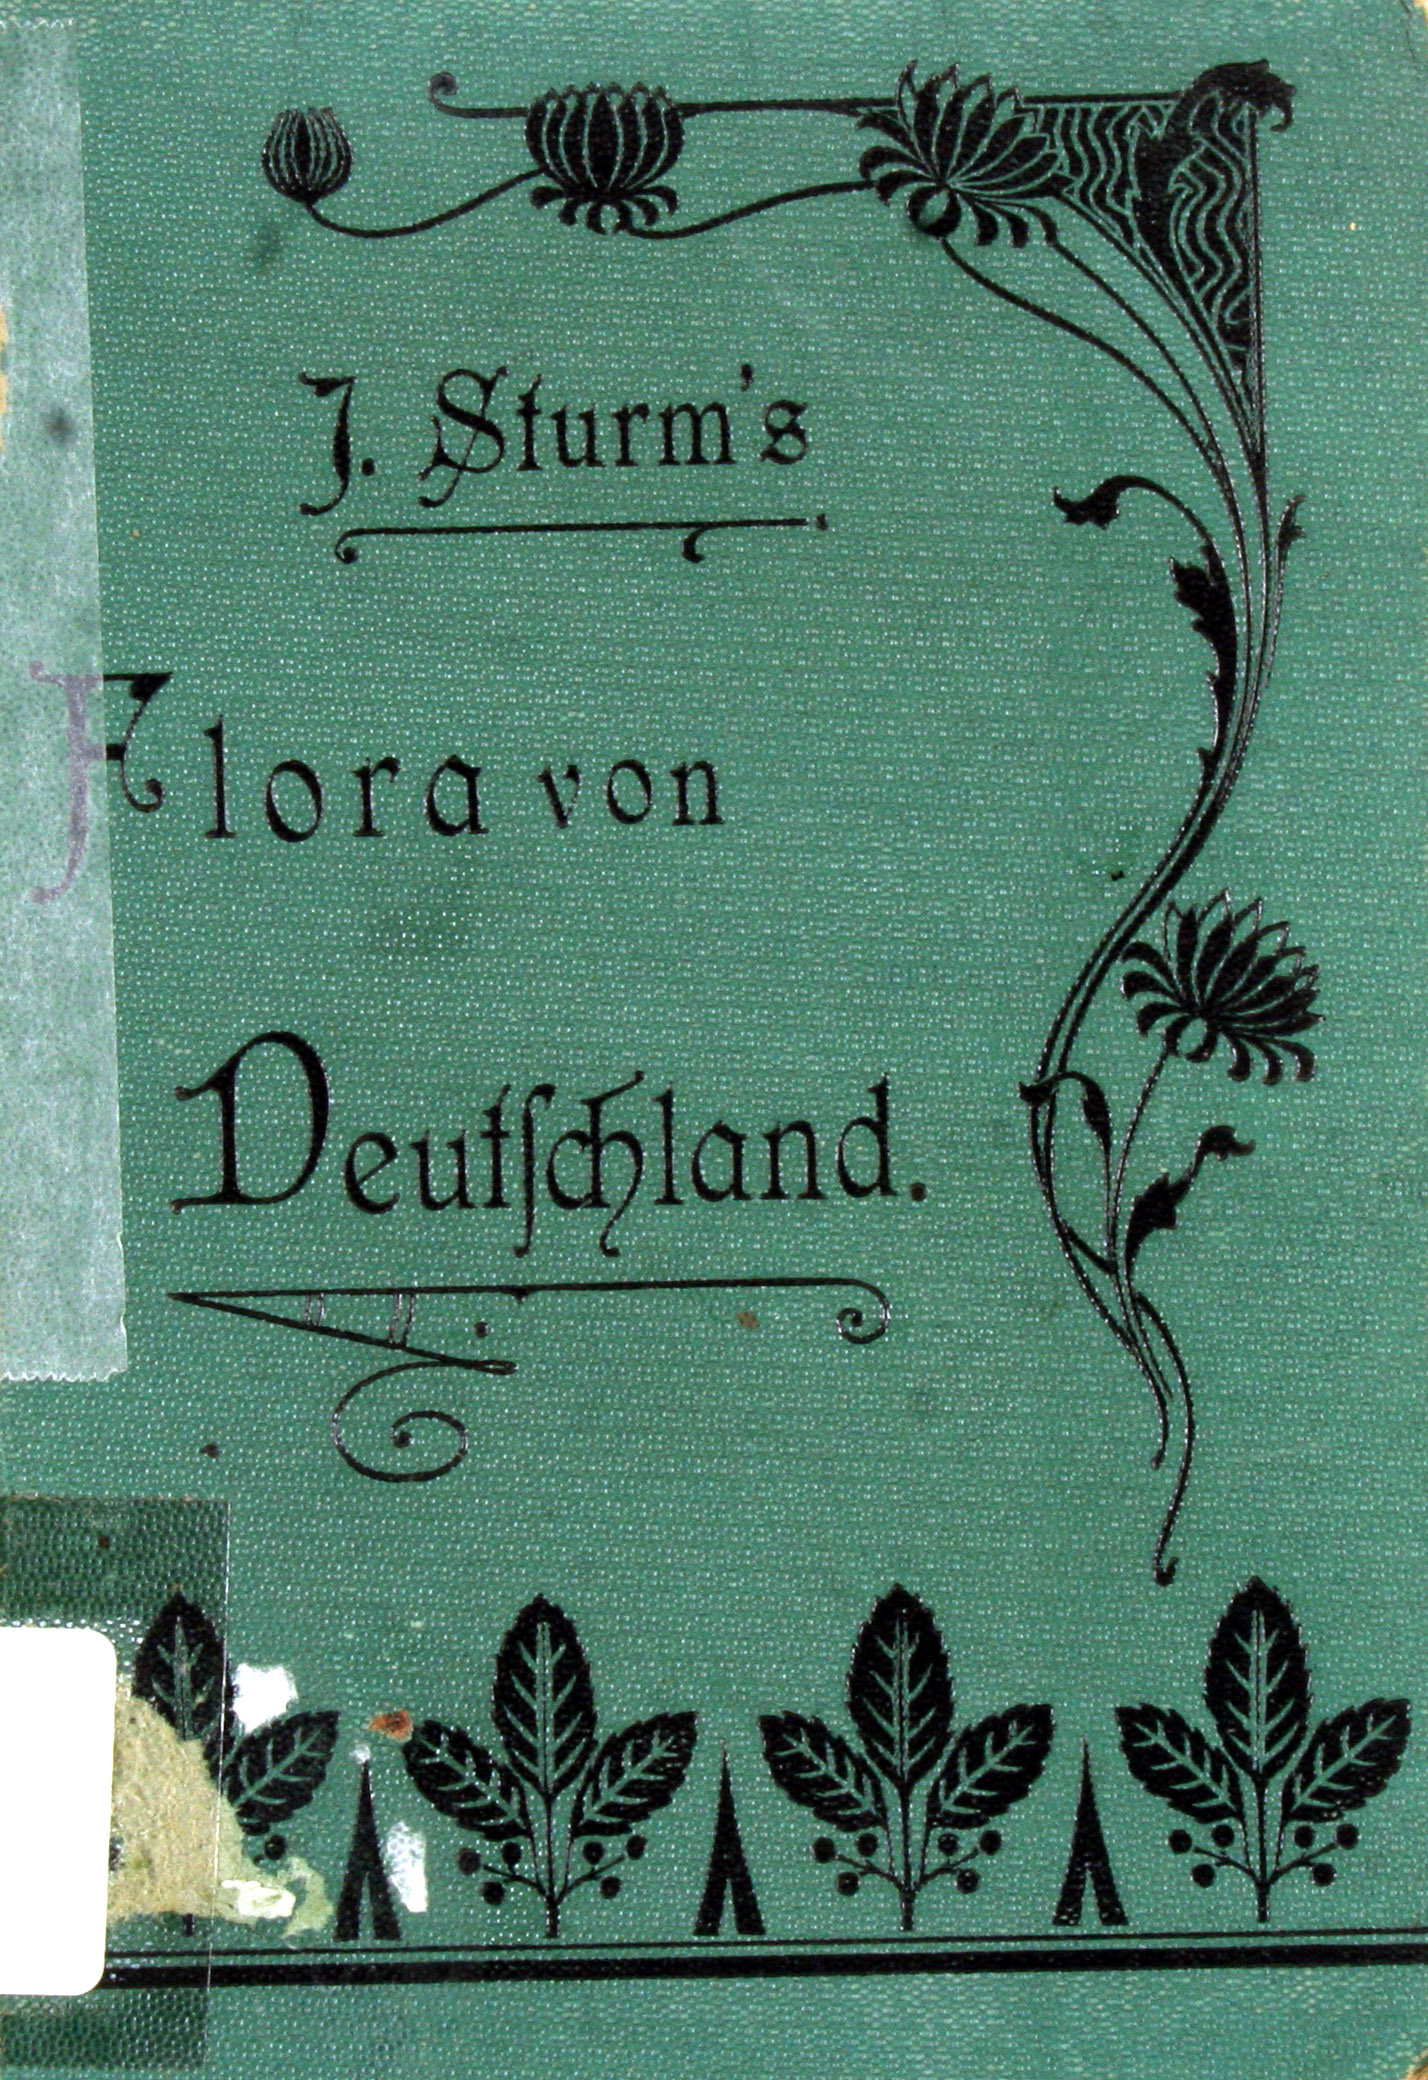 J. Sturm's
Flora von
Deutſchland.